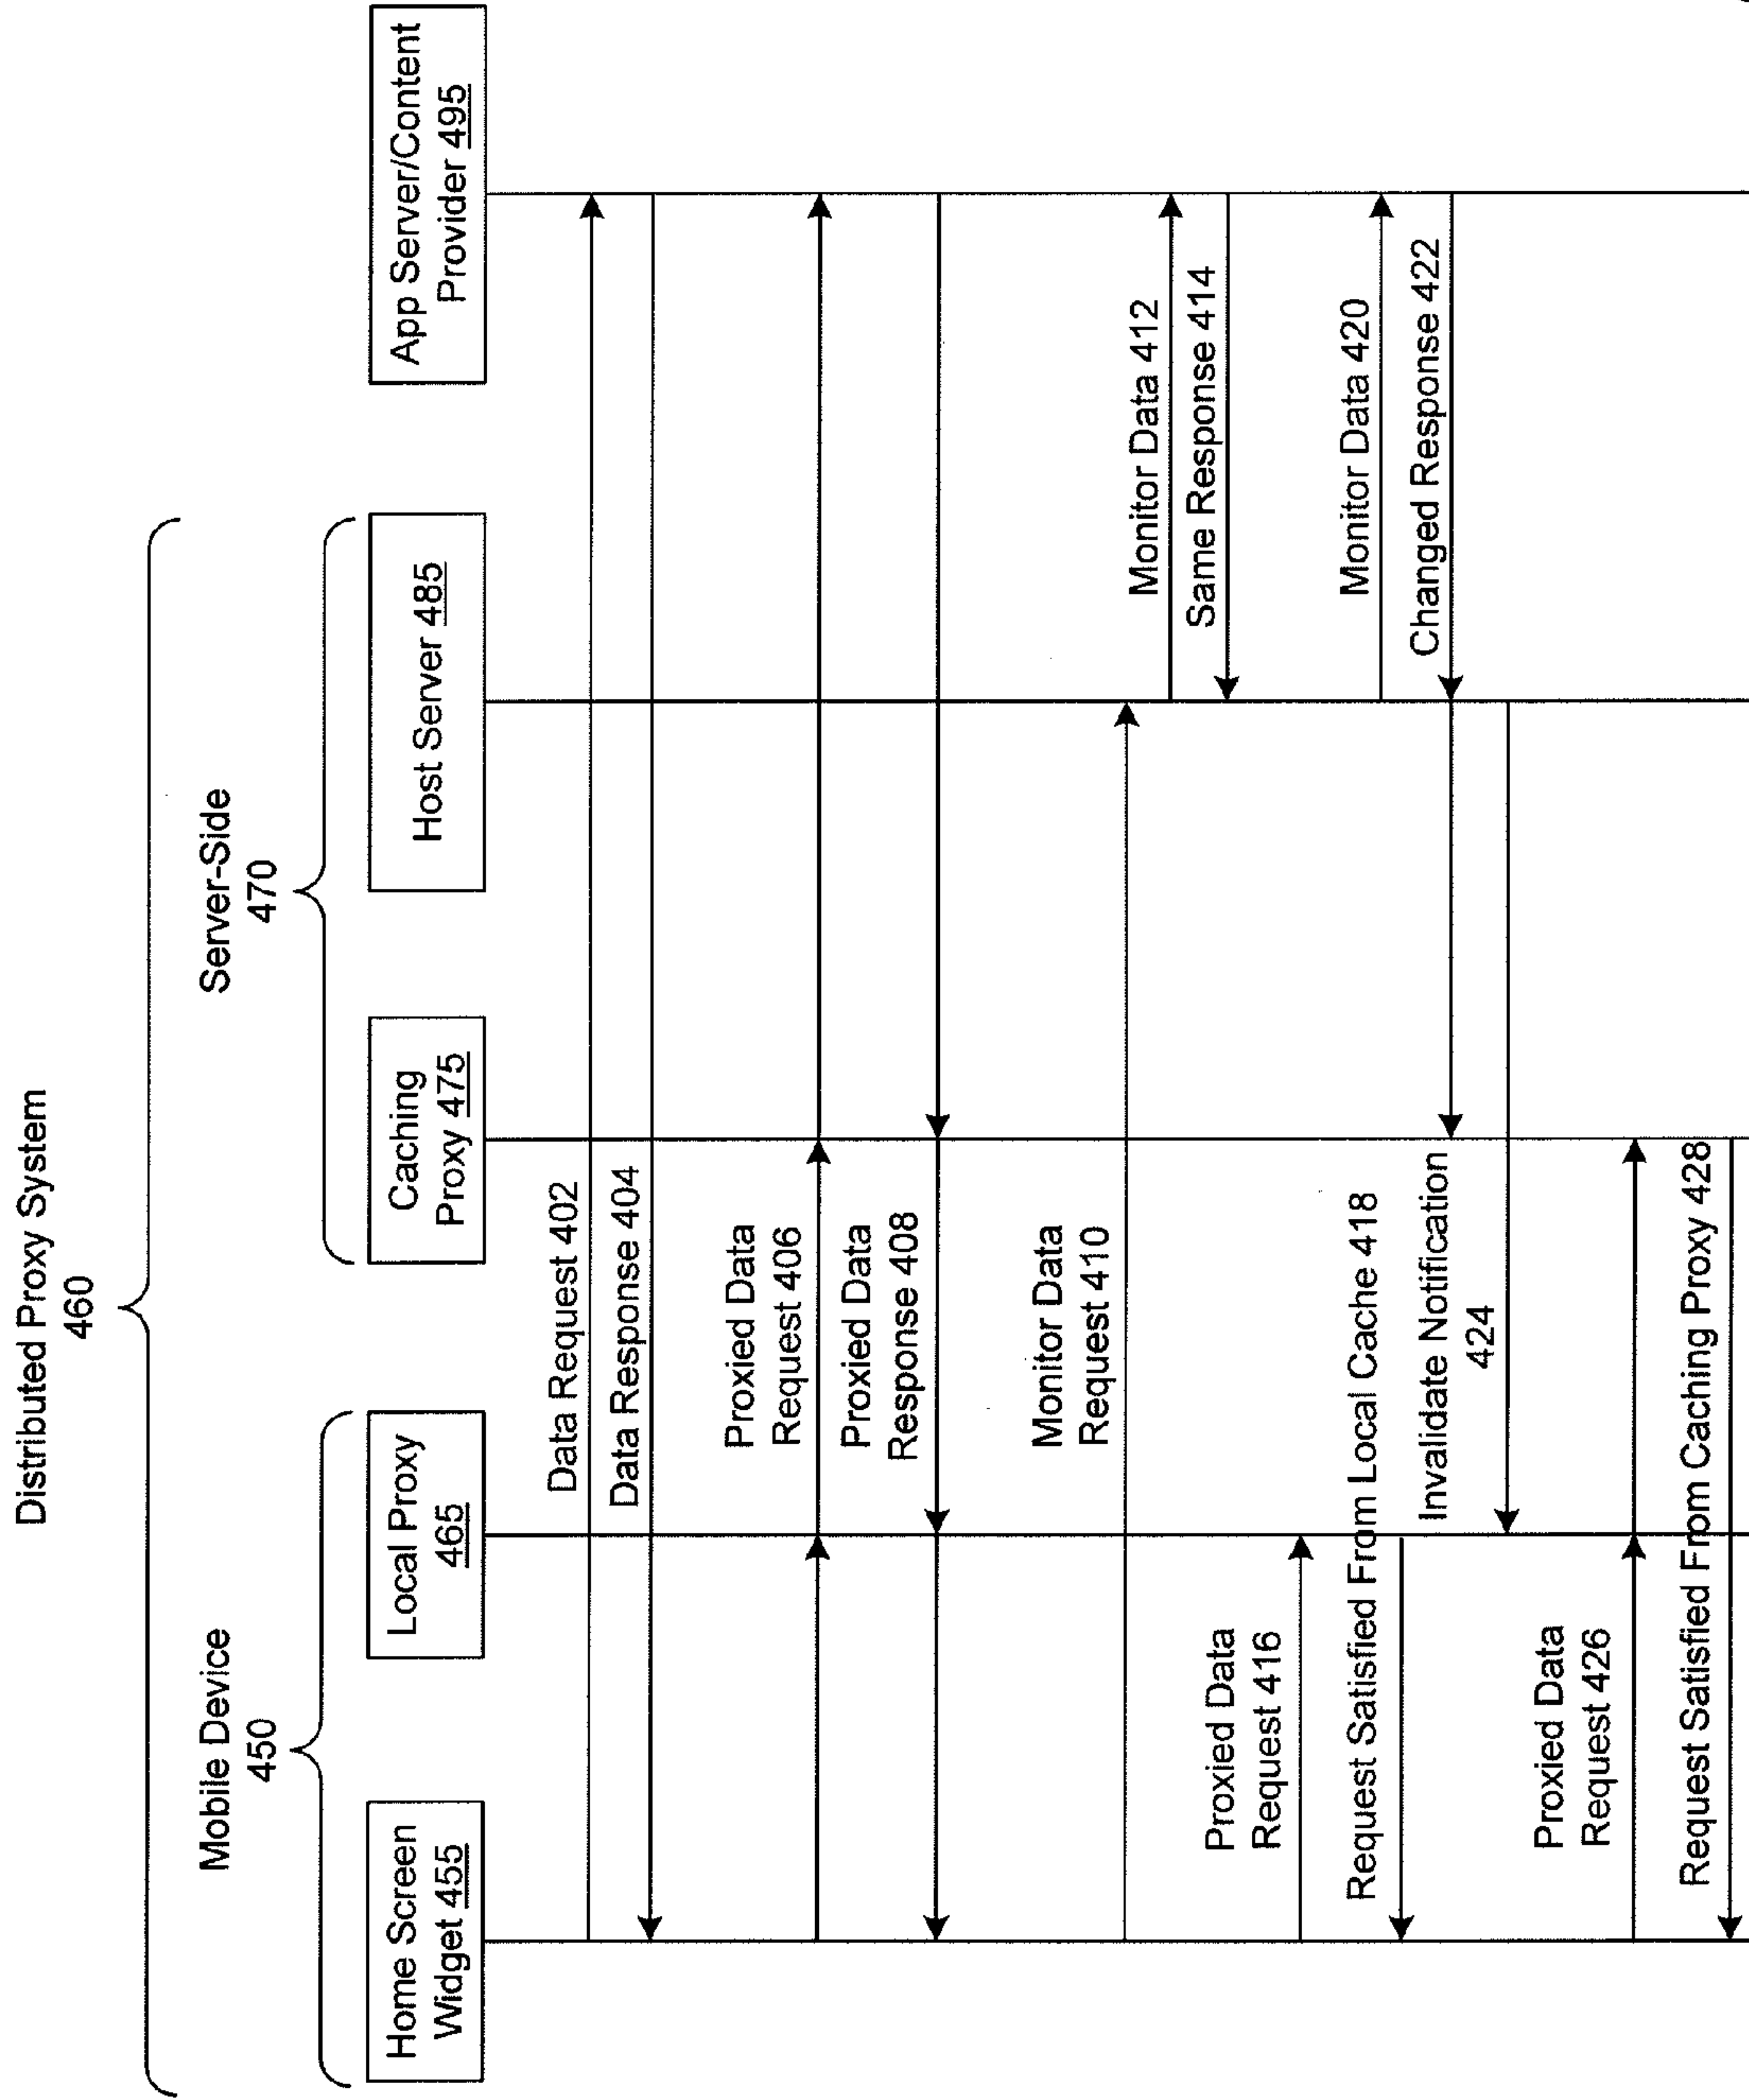 Distributed Proxy System
460
Mobile Device
450
Server-Side
470
Home Screen
Widget 455
Local Proxy
465
Caching
Proxy 475
Host Server 485
App Server/Content
Provider 495
Data Request 402
Data Response 404
Proxied Data
Request 406
Proxied Data
Response 408
Monitor Data
Request 410
Monitor Data 412
Same Response 414
Proxied Data
Request 416
Request Satisfied From Local Cache 418
Monitor Data 420
Changed Response 422
Invalidate Notification
424
Proxied Data
Request 426
Request Satisfied From Caching Proxy 428